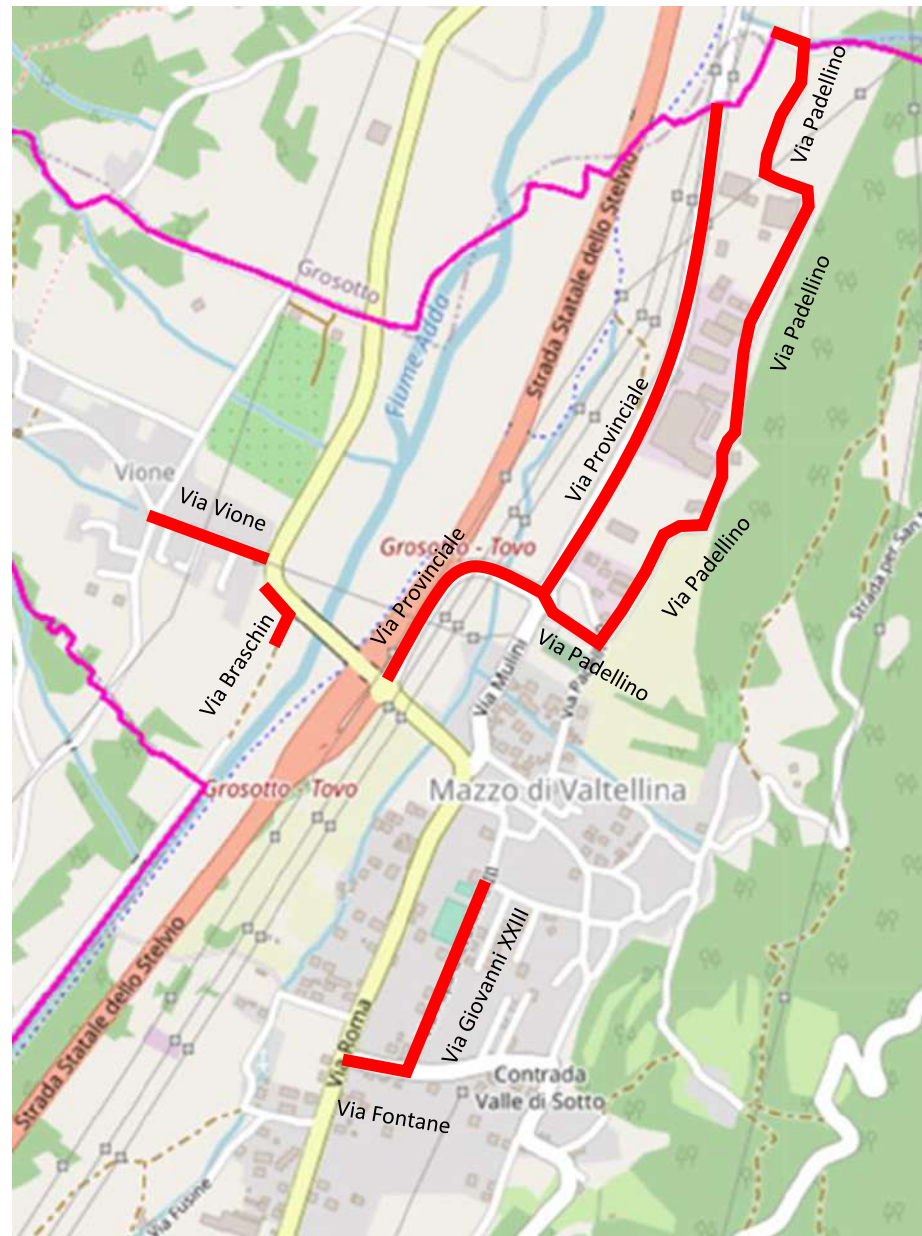 Via Padellino
Strada Statale dello Stelvio
Grosotto
Fiume Adda
Via Padellino
Via Provinciale
Vione
Via Vione
Grosotto - Tovo
Via Provinciale
Via Padellino
Strada per
Via Braschin
Via Padellino
Via Mulini
Grosotto - Tovo
Mazzo di Valtellina
Via Giovanni XXIII
Strada Statale dello Stelvio
Via Roma
Contrada
Valle di Sotto
Via Fontane
Via Fusine